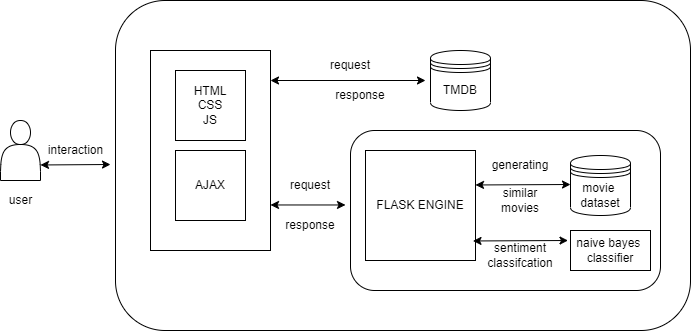 user
interaction
HTML
CSS
JS
AJAX
request
response
TMDB
request
response
FLASK ENGINE
generating
similar
movies
movie
dataset
sentiment
classifcation
naive bayes
classifier